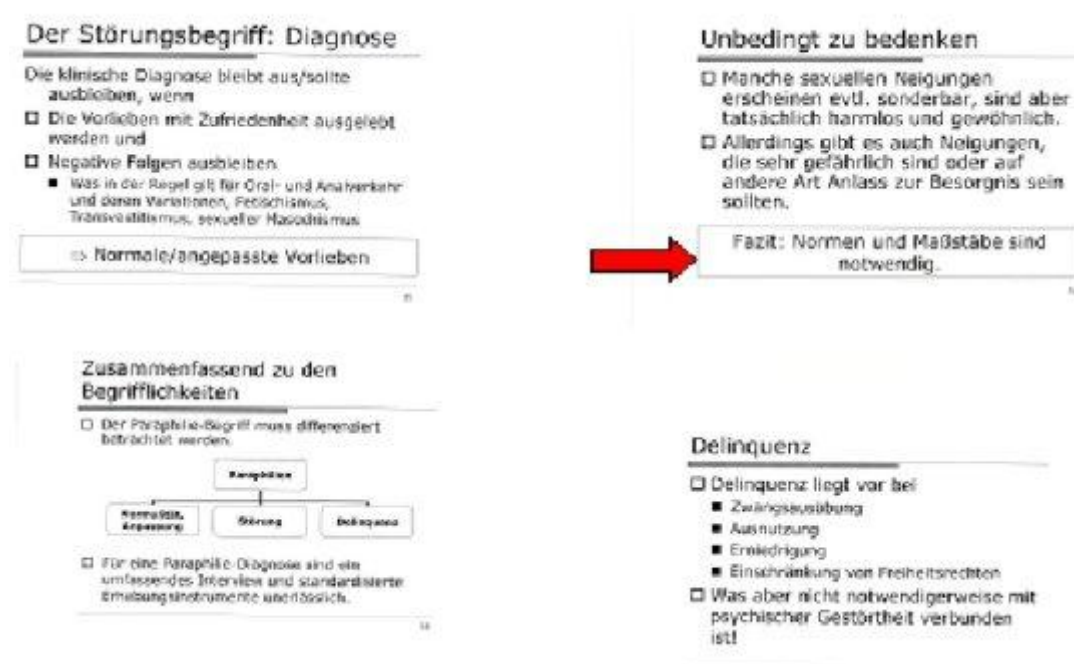 Der Störungsbegriff: Diagnose
Die klinische Diagnose bleibt aus/sollte
ausbleiben, wenn
Die Vorlieben mit Zufriedenheit ausgelebt
werden und
Negative Folgen ausbleiben
Was in der Regel gilt für Oral- und Analverkehr
und deren Variationen, Fetischismus,
Transvestitismus, sexueller Masochismus
⇨ Normale/angepasste Vorlieben
Unbedingt zu bedenken
Manche sexuellen Neigungen
erscheinen evtl. sonderbar, sind aber
tatsächlich harmlos und gewöhnlich.
Allerdings gibt es auch Neigungen,
die sehr gefährlich sind oder auf
andere Art Anlass zur Besorgnis sein
sollten.
Fazit: Normen und Maßstäbe sind
notwendig.
Zusammenfassend zu den
Begrifflichkeiten
Der Paraphilie-Begriff muss differenziert
betrachtet werden.
Paraphilien
Normalität,
Anpassung
Störung
Delinquenz
Für eine Paraphilie-Diagnose sind ein
umfassendes Interview und standardisierte
Erhebungsinstrumente unerlässlich.
Delinquenz
Delinquenz liegt vor bei
Zwangsausübung
Ausnutzung
Erniedrigung
Einschränkung von Freiheitsrechten
Was aber nicht notwendigerweise mit
psychischer Gestörtheit verbunden
ist!